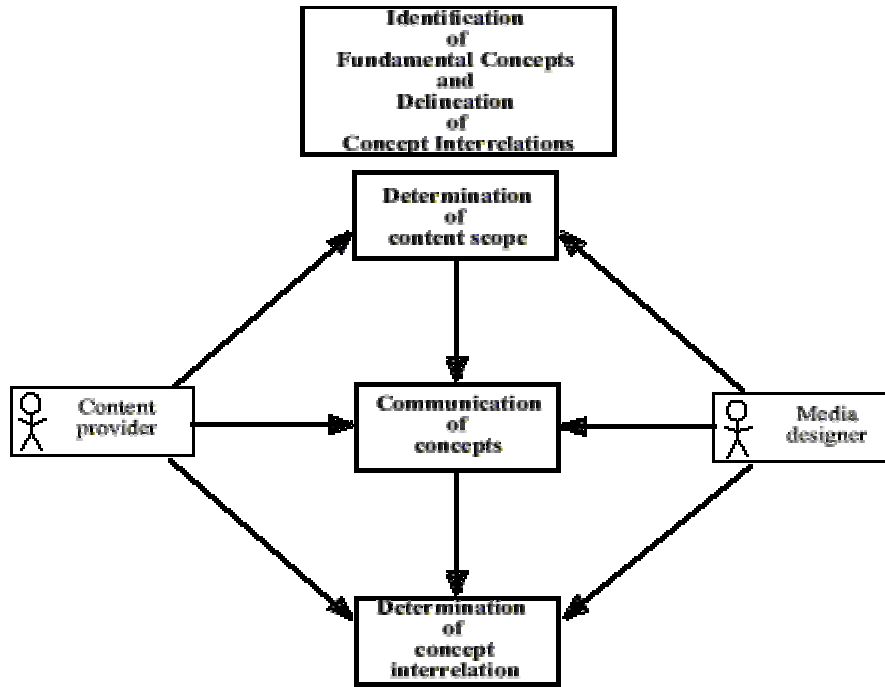 Identification
of
Fundamental Concepts
and
Delineation
of
Concept Interrelations
Determination
of
content scope
Content
provider
Communication
of
concepts
Media
designer
Determination
of
concept
interrelation